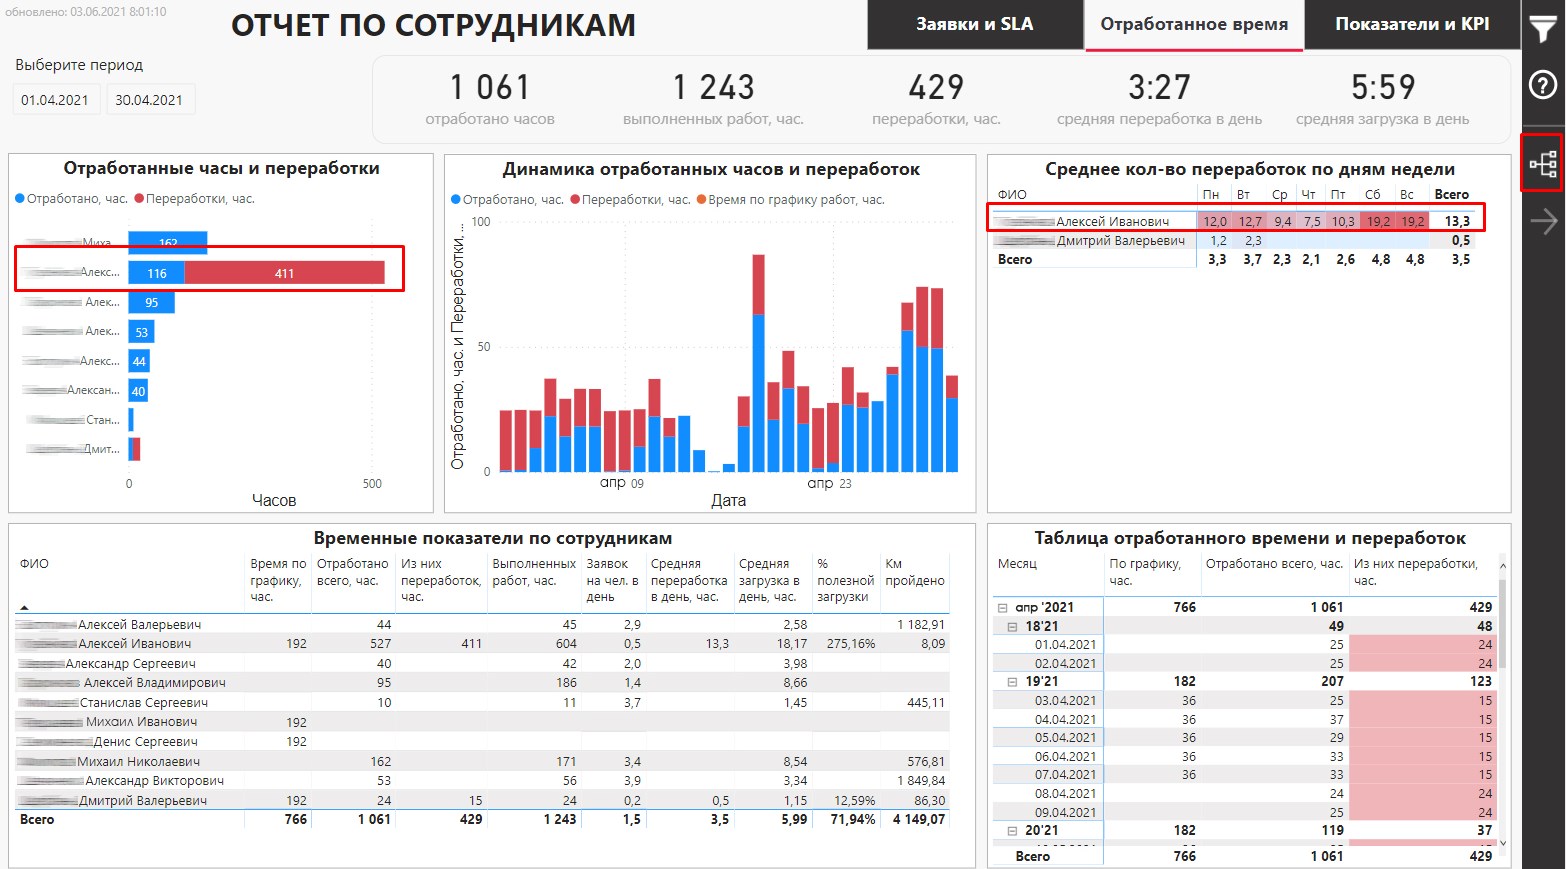 обновлено: 03.06.2021 8:01:10
ОТЧЕТ ПО СОТРУДНИКАМ
Заявки и SLA
Отработанное время
Показатели и KPI
Выберите период
01.04.2021
30.04.2021
1 061
отработано часов
1 243
выполненных работ, час.
429
переработки, час.
3:27
средняя переработка в день
5:59
средняя загрузка в день
Отработанные часы и переработки
Отработано, час. Переработки, час.
Миха... 162
Алекс... 116 411
Алек... 95
Алек... 53
Алекс... 44
Алексан... 40
Стан...
Дмит...
0 500
Часов
Динамика отработанных часов и переработок
Отработано, час. Переработки, час. Время по графику работ, час.
Отработано, час. и Переработки, ...
100
50
0
апр 09 апр 23
Дата
Среднее кол-во переработок по дням недели
ФИО Пн Вт Ср Чт Пт Сб Вс Всего
Алексей Иванович 12,0 12,7 9,4 7,5 10,3 19,2 19,2 13,3
Дмитрий Валерьевич 1,2 2,3 0,5
Всего 3,3 3,7 2,3 2,1 2,6 4,8 4,8 3,5
Временные показатели по сотрудникам
ФИО
Время по графику, час.
Отработано всего, час.
Из них переработок, час.
Выполненных работ, час.
Заявок на чел. в день
Средняя переработка в день, час.
Средняя загрузка в день, час.
% полезной загрузки
Км пройдено
Алексей Валерьевич 44 45 2,9 2,58 1 182,91
Алексей Иванович 192 527 411 604 0,5 13,3 18,17 275,16% 8,09
Александр Сергеевич 40 42 2,0 3,98
Алексей Владимирович 95 186 1,4 8,66
Станислав Сергеевич 10 11 3,7 1,45 445,11
Михаил Иванович 192
Денис Сергеевич 192
Михаил Николаевич 162 171 3,4 8,54 576,81
Александр Викторович 53 56 3,9 3,34 1 849,84
Дмитрий Валерьевич 192 24 15 24 0,2 0,5 1,15 12,59% 86,30
Всего 766 1 061 429 1 243 1,5 3,5 5,99 71,94% 4 149,07
Таблица отработанного времени и переработок
Месяц
По графику, час.
Отработано всего, час.
Из них переработки, час.
апр '2021 766 1 061 429
18'21 49 48
01.04.2021 25 24
02.04.2021 25 24
19'21 182 207 123
03.04.2021 36 25 15
04.04.2021 36 37 15
05.04.2021 36 29 15
06.04.2021 36 33 15
07.04.2021 36 33 15
08.04.2021 24 24
09.04.2021 25 24
20'21 182 119 37
Всего 766 1 061 429